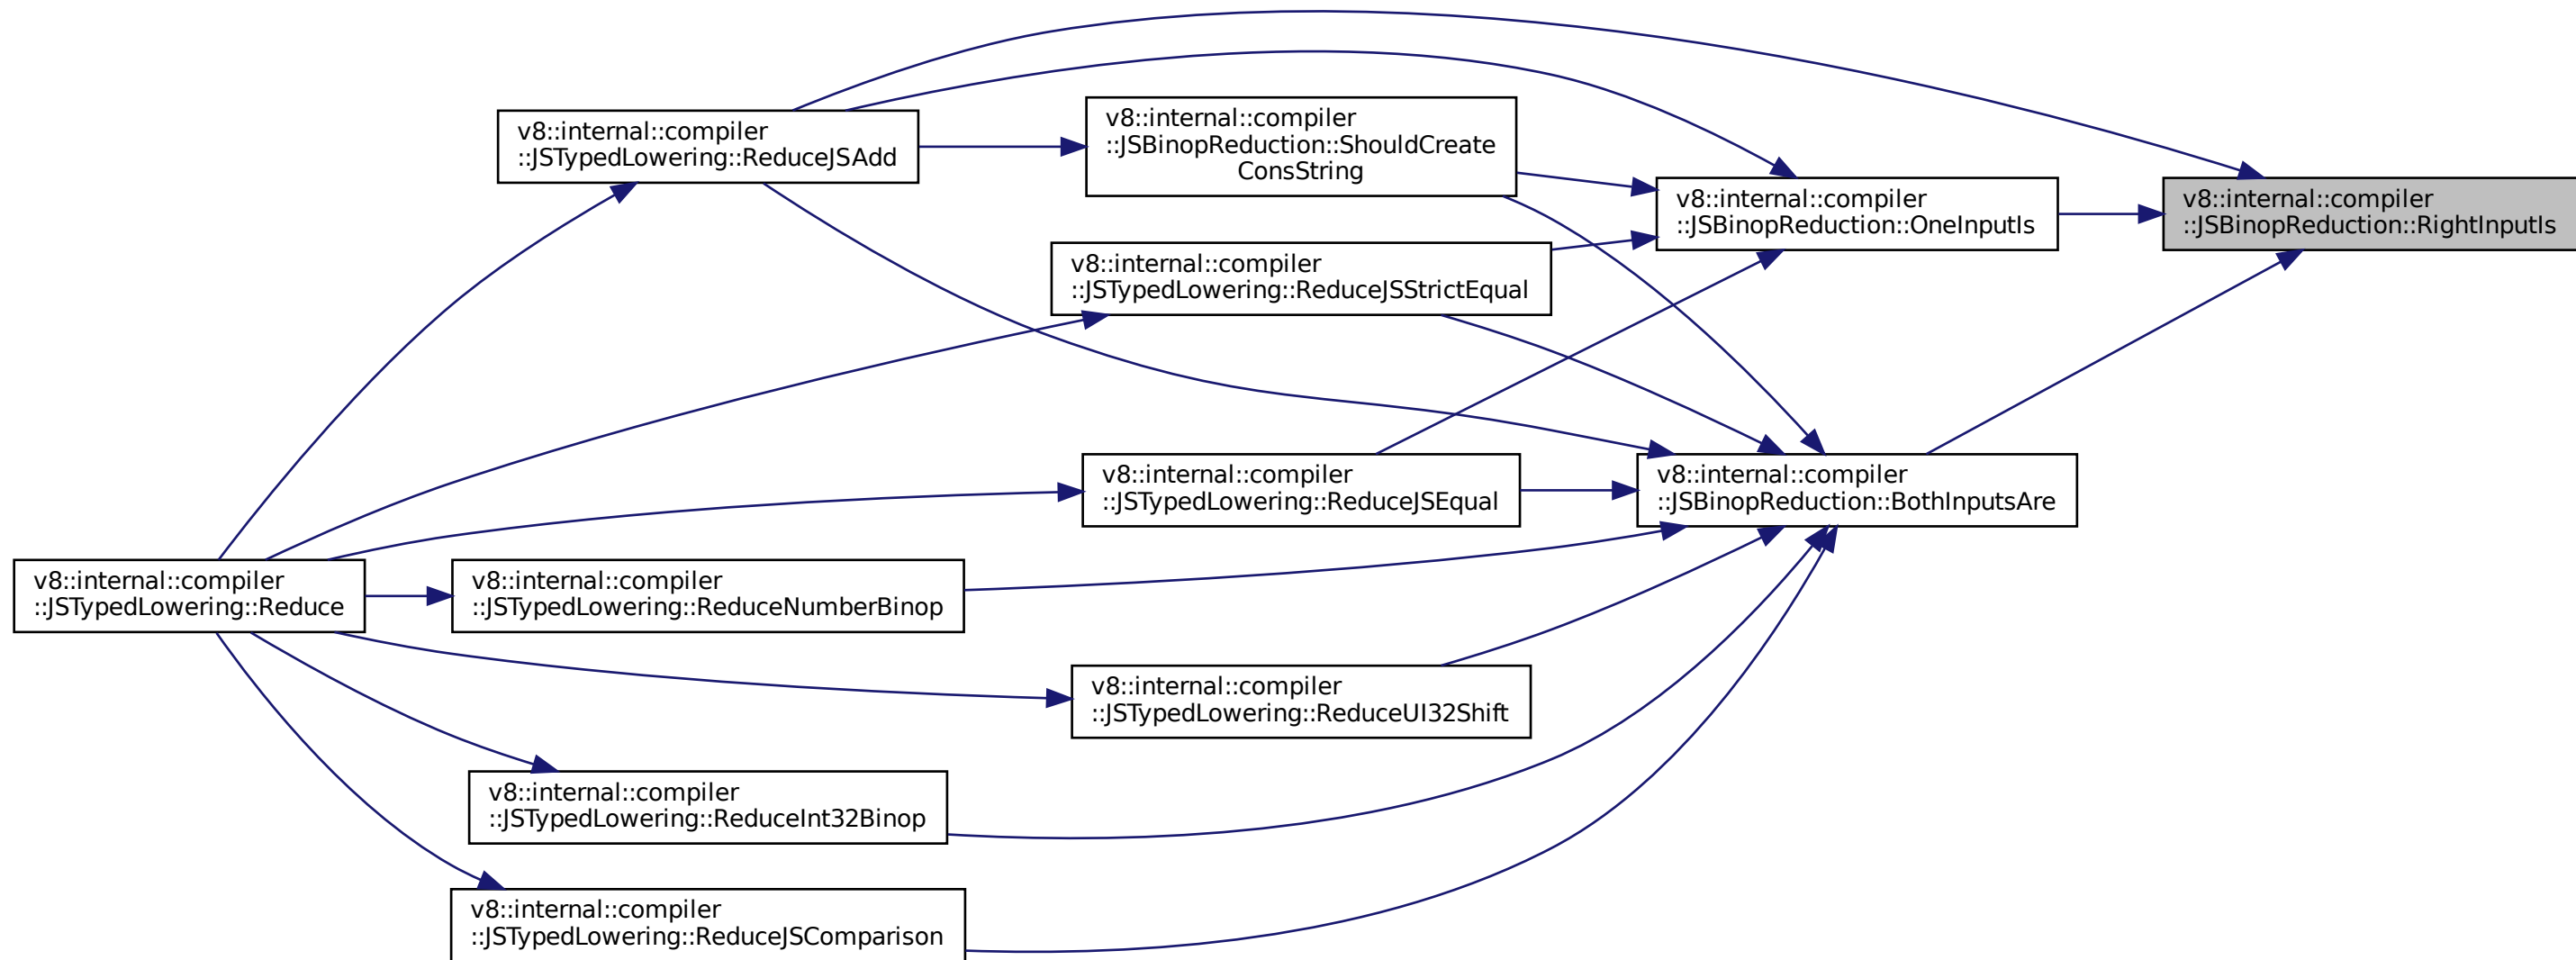 v8::internal::compiler
::JSTypedLowering::ReduceJSAdd
v8::internal::compiler
::JSBinopReduction::ShouldCreate
ConsString
v8::internal::compiler
::JSBinopReduction::OneInputIs
v8::internal::compiler
::JSBinopReduction::RightInputIs
v8::internal::compiler
::JSTypedLowering::ReduceJSStrictEqual
v8::internal::compiler
::JSTypedLowering::ReduceJSEqual
v8::internal::compiler
::JSBinopReduction::BothInputsAre
v8::internal::compiler
::JSTypedLowering::Reduce
v8::internal::compiler
::JSTypedLowering::ReduceNumberBinop
v8::internal::compiler
::JSTypedLowering::ReduceUI32Shift
v8::internal::compiler
::JSTypedLowering::ReduceInt32Binop
v8::internal::compiler
::JSTypedLowering::ReduceJSComparison